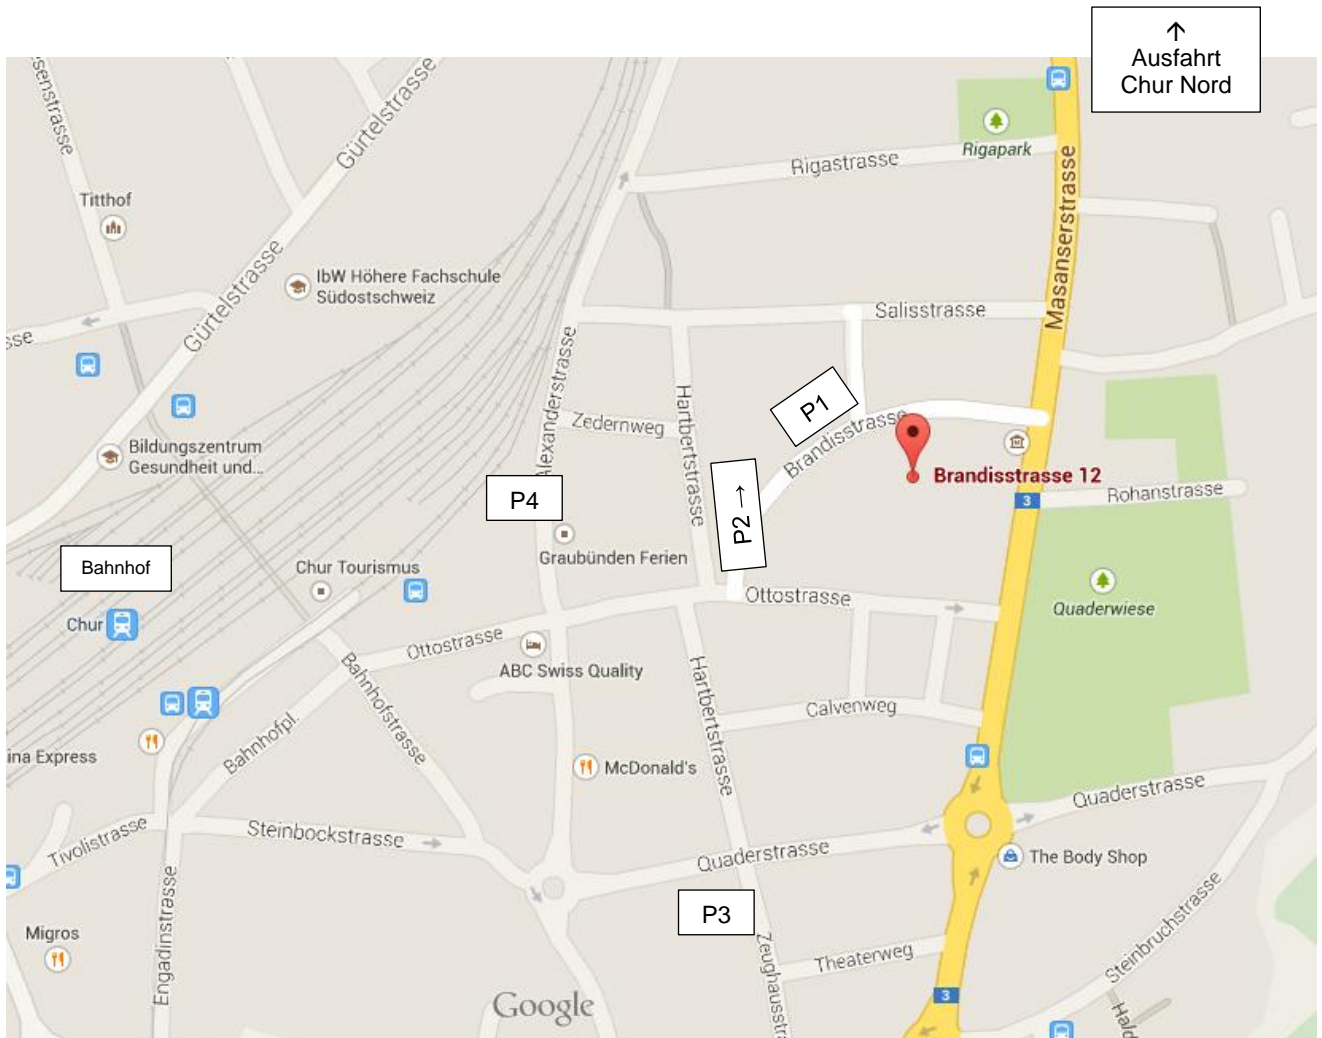 ↑
Ausfahrt
Chur Nord
senstrasse
Gürtelstrasse
Rigapark
Rigastrasse
Masanserstrasse
Titthof
IbW Höhere Fachschule
Südostschweiz
Gürtelstrasse
sse
Salisstrasse
Alexanderstrasse
Hartbertstrasse
Zedernweg
P1
Brandisstrasse
Bildungszentrum
Gesundheit und...
Brandisstrasse 12
3
Rohanstrasse
P4
P2 →
Graubünden Ferien
Bahnhof
Chur Tourismus
Chur
Ottostrasse
Quaderwiese
Ottostrasse
ABC Swiss Quality
Bahnhofstrasse
Hartbertstrasse
Calvenweg
Bahnhofpl.
ina Express
McDonald's
Quaderstrasse
Tivolistrasse
Steinbockstrasse
Quaderstrasse
The Body Shop
P3
Migros
Engadinstrasse
Zeughausstra
Theaterweg
Steinbruchstrasse
3
Google
Hald